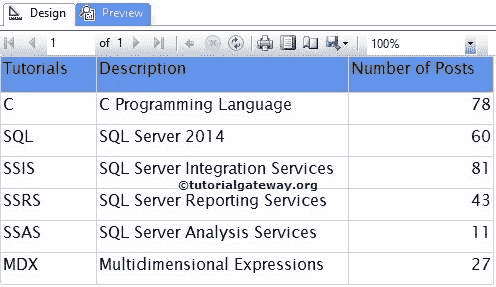 Design Preview
1 of 1 100%
Tutorials Description Number of Posts
C C Programming Language 78
SQL SQL Server 2014 60
SSIS SQL Server Integration Services 81
©tutorialgateway.org
SSRS SQL Server Reporting Services 43
SSAS SQL Server Analysis Services 11
MDX Multidimensional Expressions 27